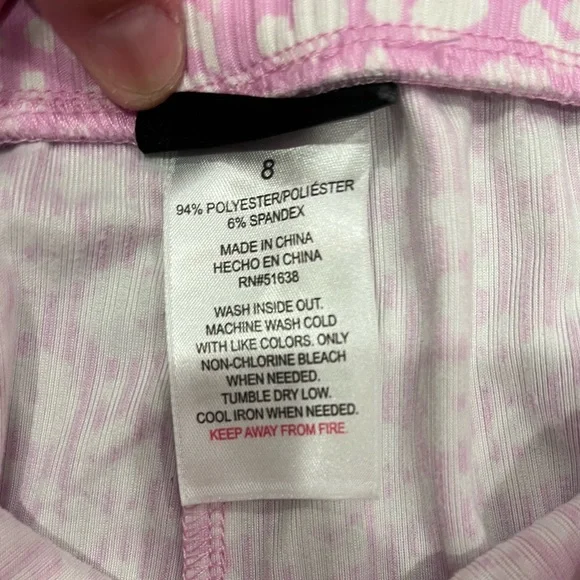 8
94% POLYESTER/POLIÉSTER
6% SPANDEX
MADE IN CHINA
HECHO EN CHINA
RN#51638
WASH INSIDE OUT.
MACHINE WASH COLD
WITH LIKE COLORS. ONLY
NON-CHLORINE BLEACH
WHEN NEEDED.
TUMBLE DRY LOW.
COOL IRON WHEN NEEDED.
KEEP AWAY FROM FIRE.